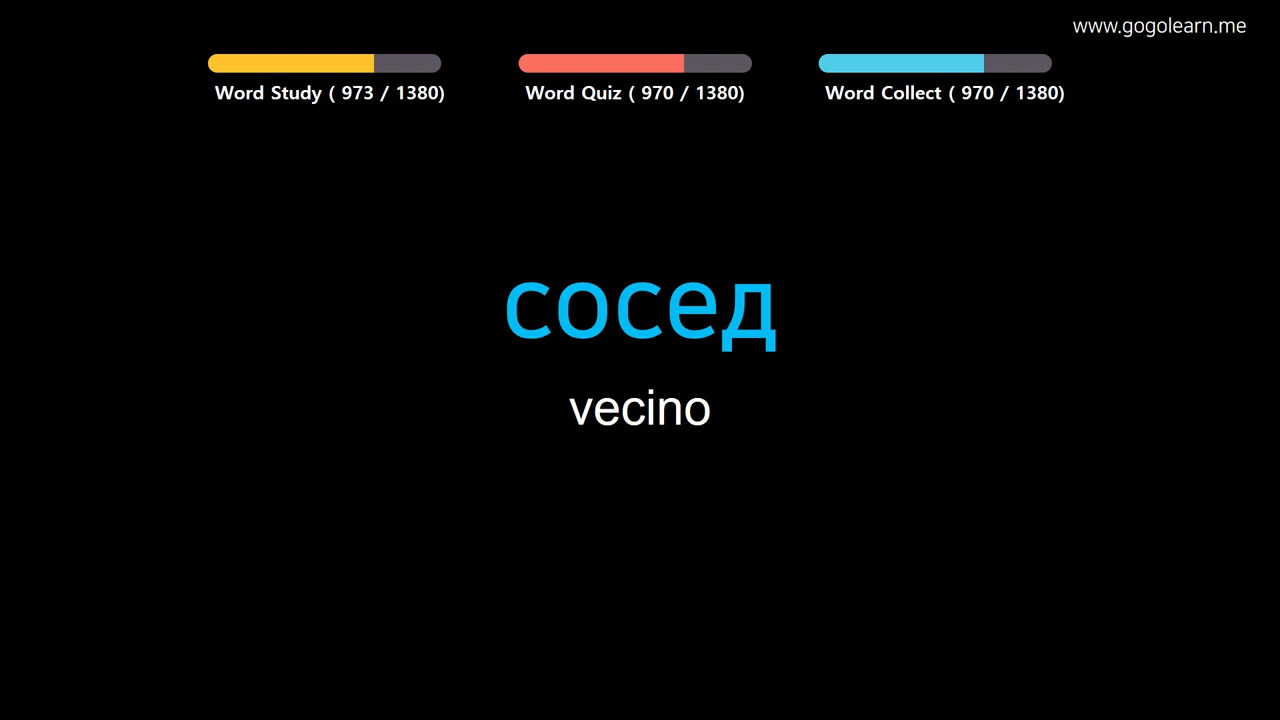 www.gogolearn.me
Word Study ( 973 / 1380)
Word Quiz ( 970 / 1380)
Word Collect ( 970 / 1380)
сосед
vecino